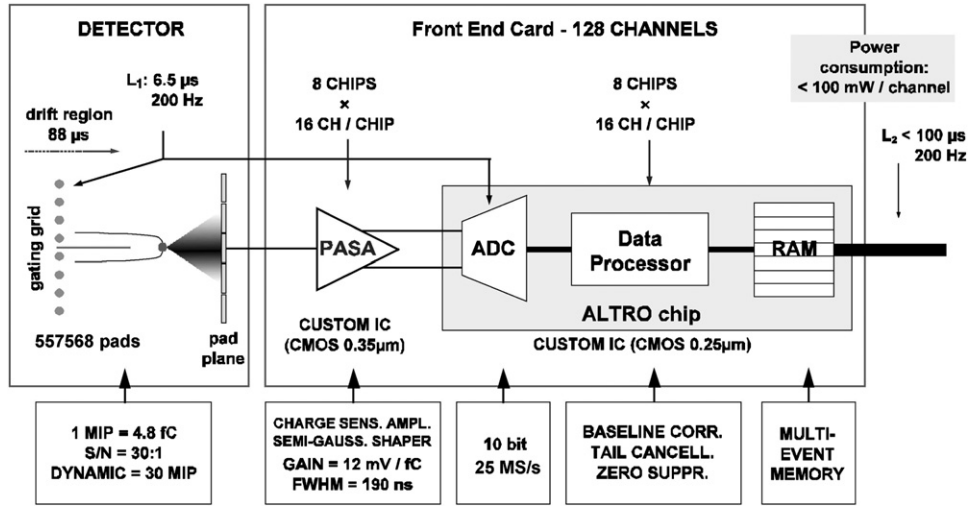 DETECTOR
L1: 6.5 µs
200 Hz
drift region
88 µs
gating grid
557568 pads
pad
plane
Front End Card - 128 CHANNELS
8 CHIPS
×
16 CH / CHIP
8 CHIPS
×
16 CH / CHIP
Power
consumption:
< 100 mW / channel
L2 < 100 µs
200 Hz
PASA
ADC
Data
Processor
RAM
ALTRO chip
CUSTOM IC
(CMOS 0.35µm)
CUSTOM IC (CMOS 0.25µm)
1 MIP = 4.8 fC
S/N = 30:1
DYNAMIC = 30 MIP
CHARGE SENS. AMPL.
SEMI-GAUSS. SHAPER
GAIN = 12 mV / fC
FWHM = 190 ns
10 bit
25 MS/s
BASELINE CORR.
TAIL CANCELL.
ZERO SUPPR.
MULTI-
EVENT
MEMORY